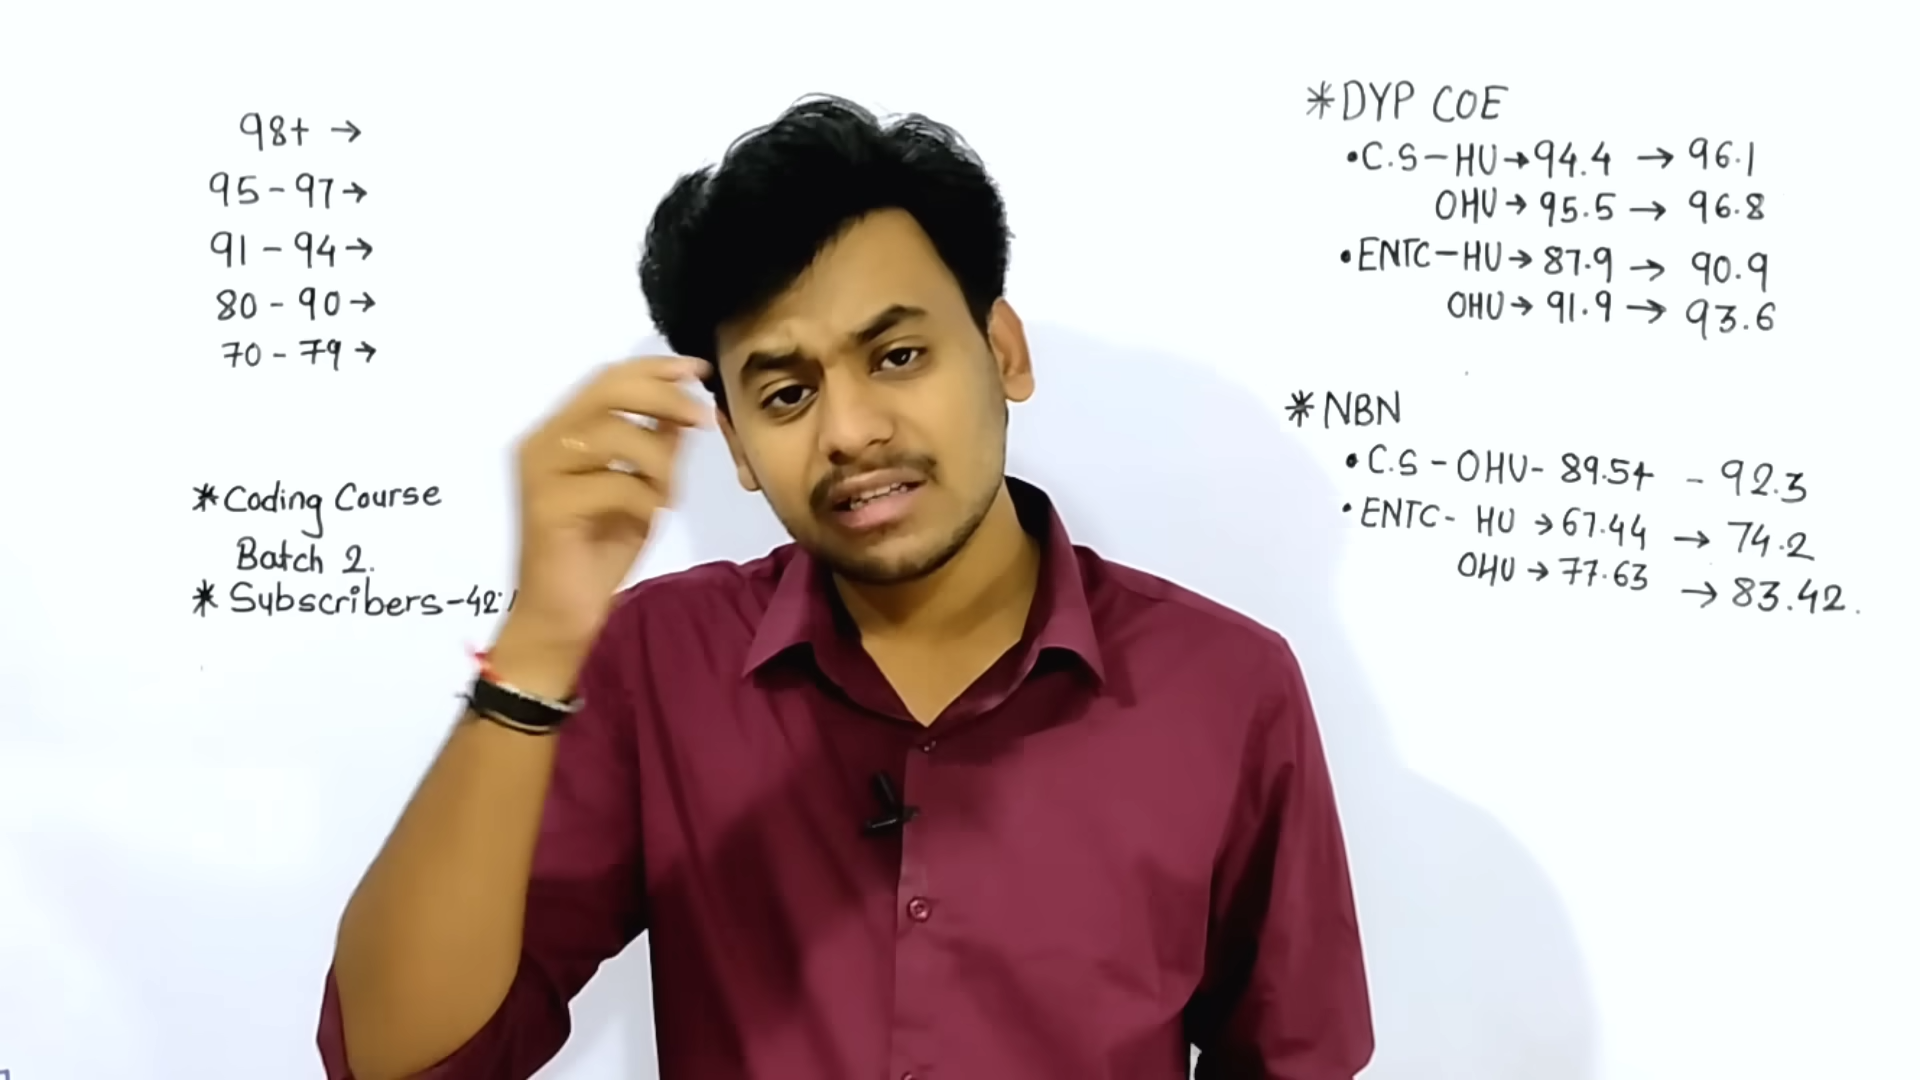 98+ →
95 - 97 →
91 - 94 →
80 - 90 →
70 - 79 →
* Coding Course
Batch 2.
* Subscribers-42
* DYP COE
• C.S - HU → 94.4 → 96.1
OHU → 95.5 → 96.8
• ENTC - HU → 87.9 → 90.9
OHU → 91.9 → 93.6
* NBN
• C.S - OHU - 89.54 - 92.3
• ENTC - HU → 67.44 → 74.2
OHU → 77.63 → 83.42.